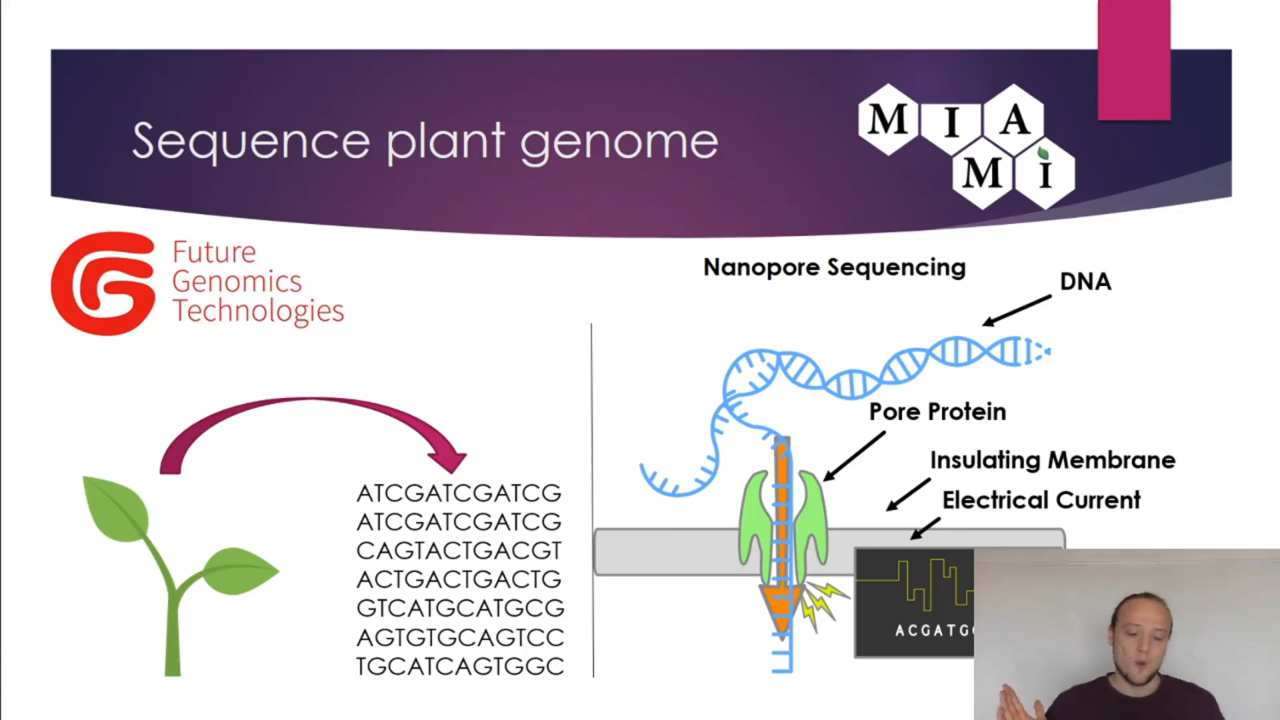 Sequence plant genome
M I A
M i
Future
Genomics
Technologies
ATCGATCGATCG
ATCGATCGATCG
CAGTACTGACGT
ACTGACTGACTG
GTCATGCATGCG
AGTGTGCAGTCC
TGCATCAGTGGC
Nanopore Sequencing
DNA
Pore Protein
Insulating Membrane
Electrical Current
ACGATG